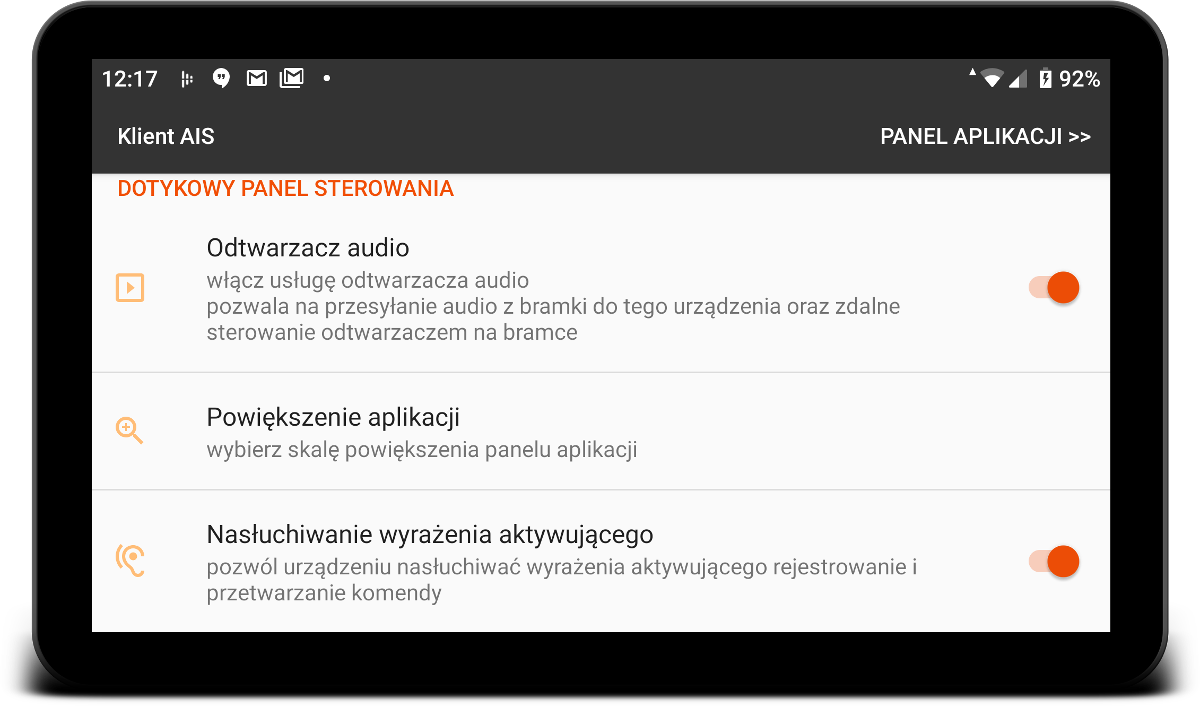 12:17 92%
Klient AIS PANEL APLIKACJI >>
DOTYKOWY PANEL STEROWANIA
Odtwarzacz audio
włącz usługę odtwarzacza audio
pozwala na przesyłanie audio z bramki do tego urządzenia oraz zdalne
sterowanie odtwarzaczem na bramce
Powiększenie aplikacji
wybierz skalę powiększenia panelu aplikacji
Nasłuchiwanie wyrażenia aktywującego
pozwól urządzeniu nasłuchiwać wyrażenia aktywującego rejestrowanie i
przetwarzanie komendy